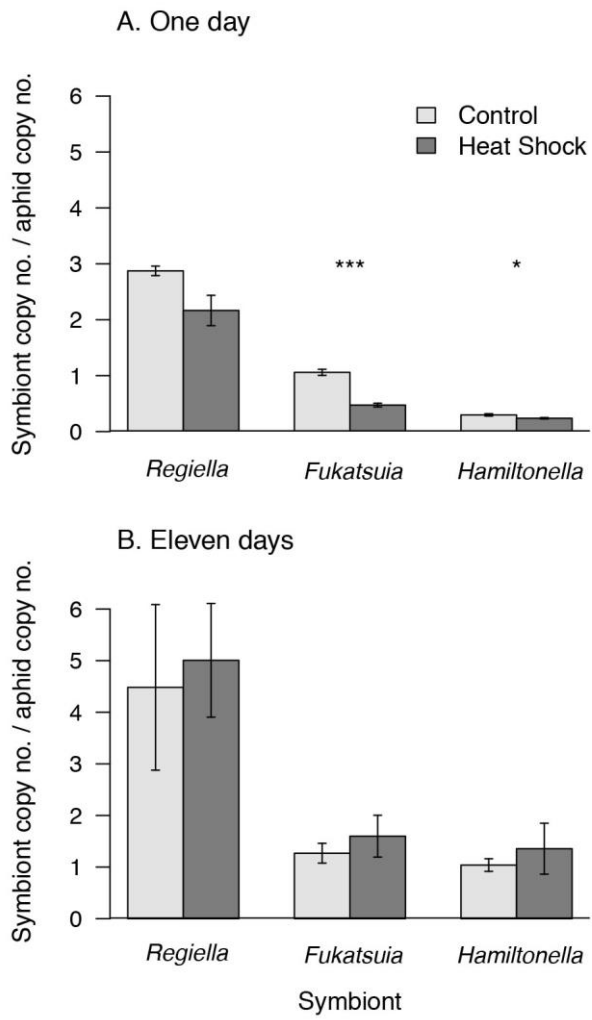 A. One day
Symbiont copy no. / aphid copy no.
6
5
4
3
2
1
0
Control
Heat Shock
***
*
Regiella Fukatsuia Hamiltonella
B. Eleven days
Symbiont copy no. / aphid copy no.
6
5
4
3
2
1
0
Regiella Fukatsuia Hamiltonella
Symbiont